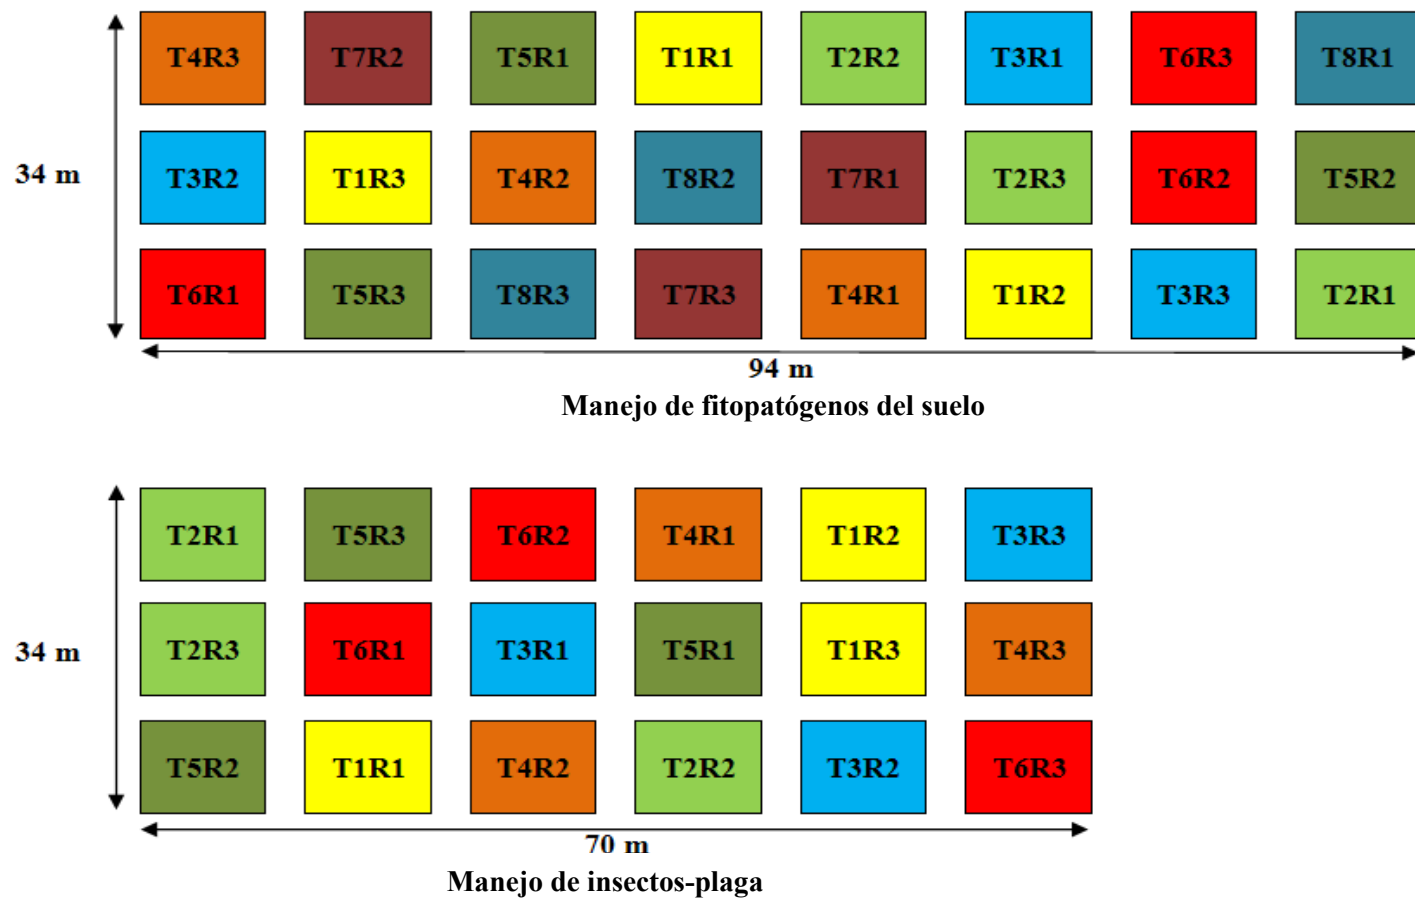 T4R3 T7R2 T5R1 T1R1 T2R2 T3R1 T6R3 T8R1
34 m T3R2 T1R3 T4R2 T8R2 T7R1 T2R3 T6R2 T5R2
T6R1 T5R3 T8R3 T7R3 T4R1 T1R2 T3R3 T2R1
94 m
Manejo de fitopatógenos del suelo
T2R1 T5R3 T6R2 T4R1 T1R2 T3R3
34 m T2R3 T6R1 T3R1 T5R1 T1R3 T4R3
T5R2 T1R1 T4R2 T2R2 T3R2 T6R3
70 m
Manejo de insectos-plaga